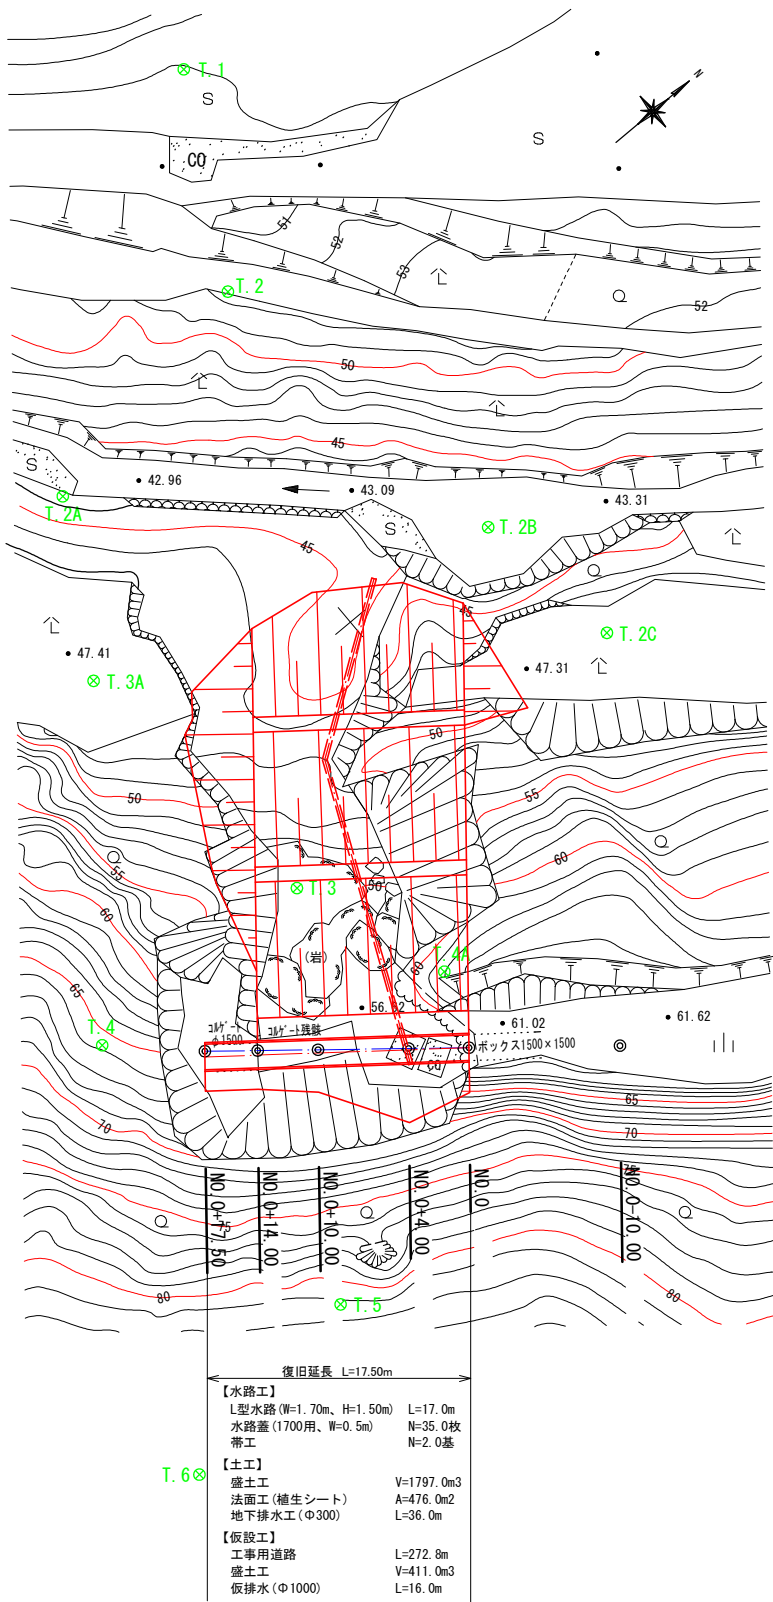 T.1
S
N
S
CO
51
52
53
T.2
52
50
45
S
42.96
43.09
43.31
T.2A
S
T.2B
45
45
T.2C
47.41
47.31
T.3A
50
50
55
55
60
T.3
50
60
(岩)
T.4A
60
65
56.02
61.02
61.62
T.4
コルゲート
φ1500
コルゲート残骸
ボックス1500×1500
CO
65
70
70
75
75
NO.0+17.50
NO.0+14.00
NO.0+10.00
NO.0+4.00
NO.0
NO.0-10.00
80
80
T.5
復旧延長 L=17.50m
【水路工】
L型水路(W=1.70m、H=1.50m) L=17.0m
水路蓋(1700用、W=0.5m) N=35.0枚
帯工 N=2.0基
T.6
【土工】
盛土工 V=1797.0m3
法面工(植生シート) A=476.0m2
地下排水工(Φ300) L=36.0m
【仮設工】
工事用道路 L=272.8m
盛土工 V=411.0m3
仮排水(Φ1000) L=16.0m